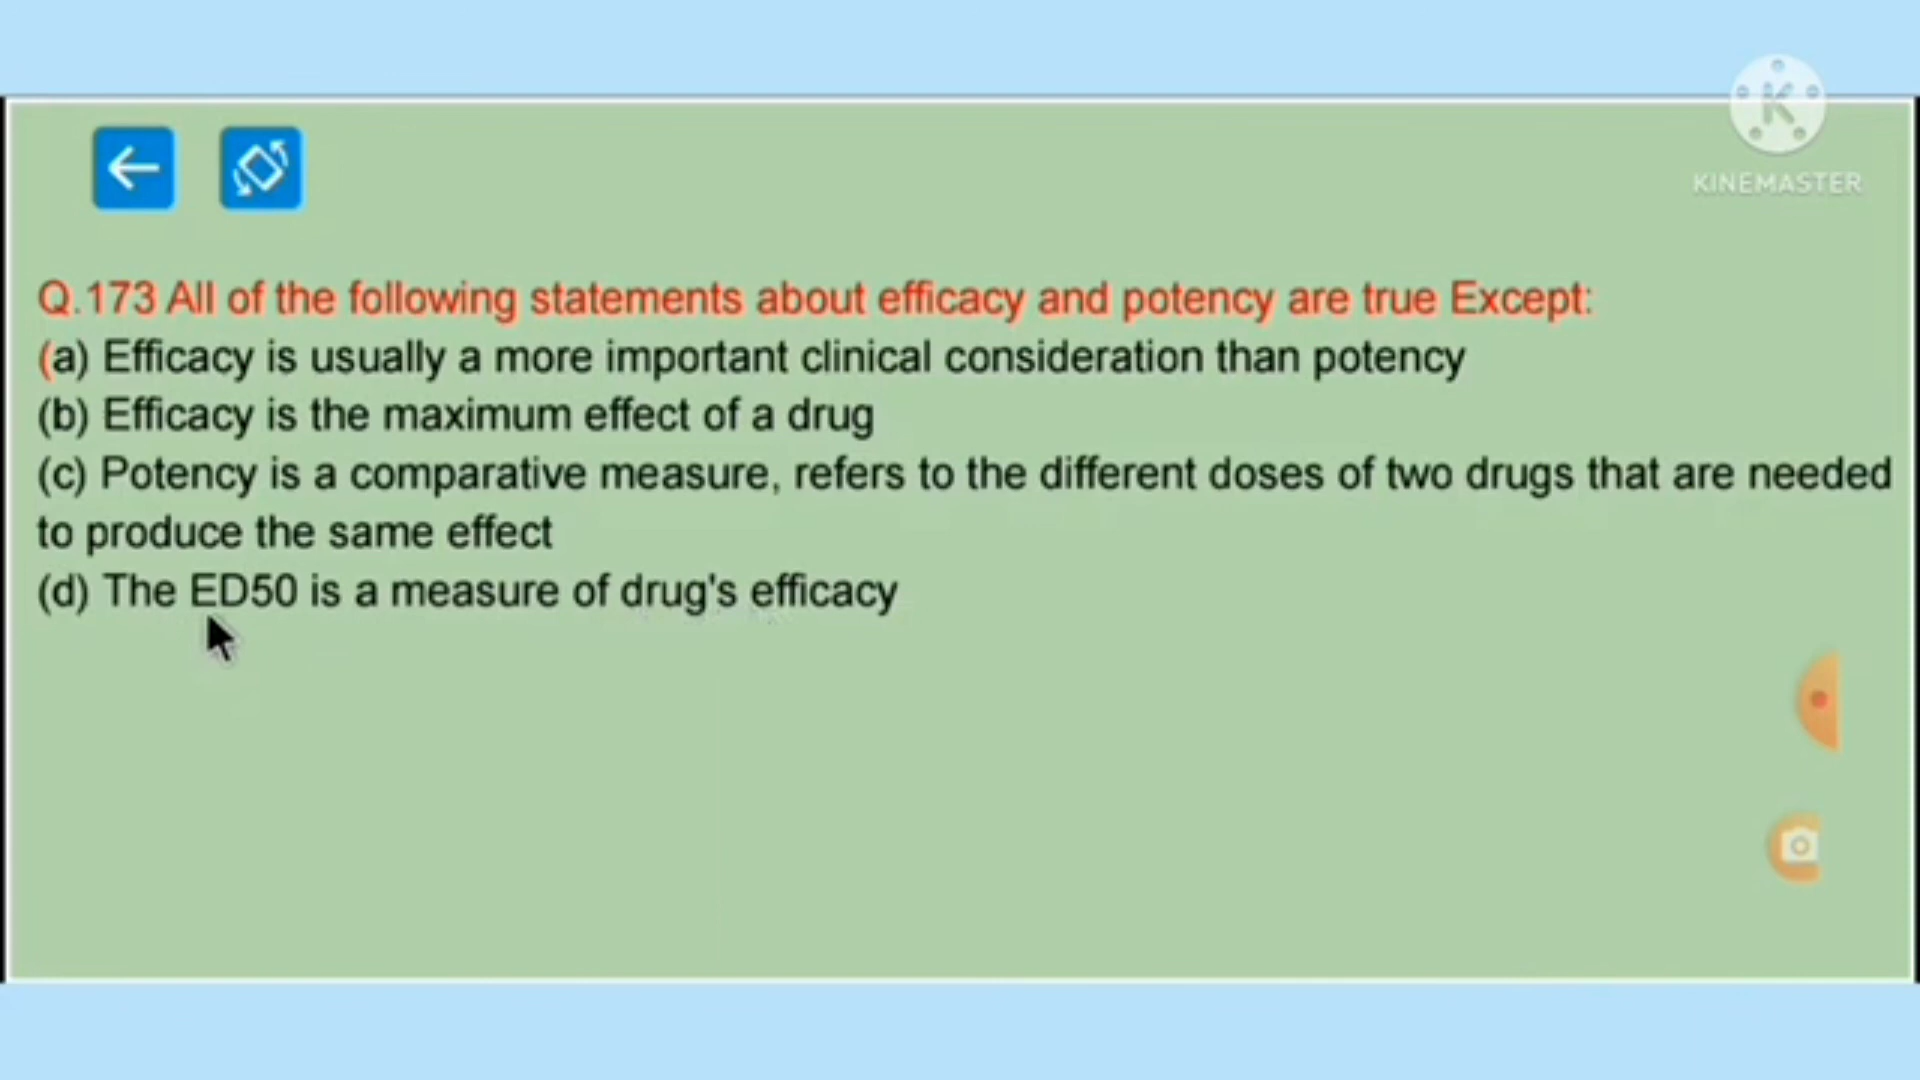 KINEMASTER
Q.173 All of the following statements about efficacy and potency are true Except:
(a) Efficacy is usually a more important clinical consideration than potency
(b) Efficacy is the maximum effect of a drug
(c) Potency is a comparative measure, refers to the different doses of two drugs that are needed
to produce the same effect
(d) The ED50 is a measure of drug's efficacy